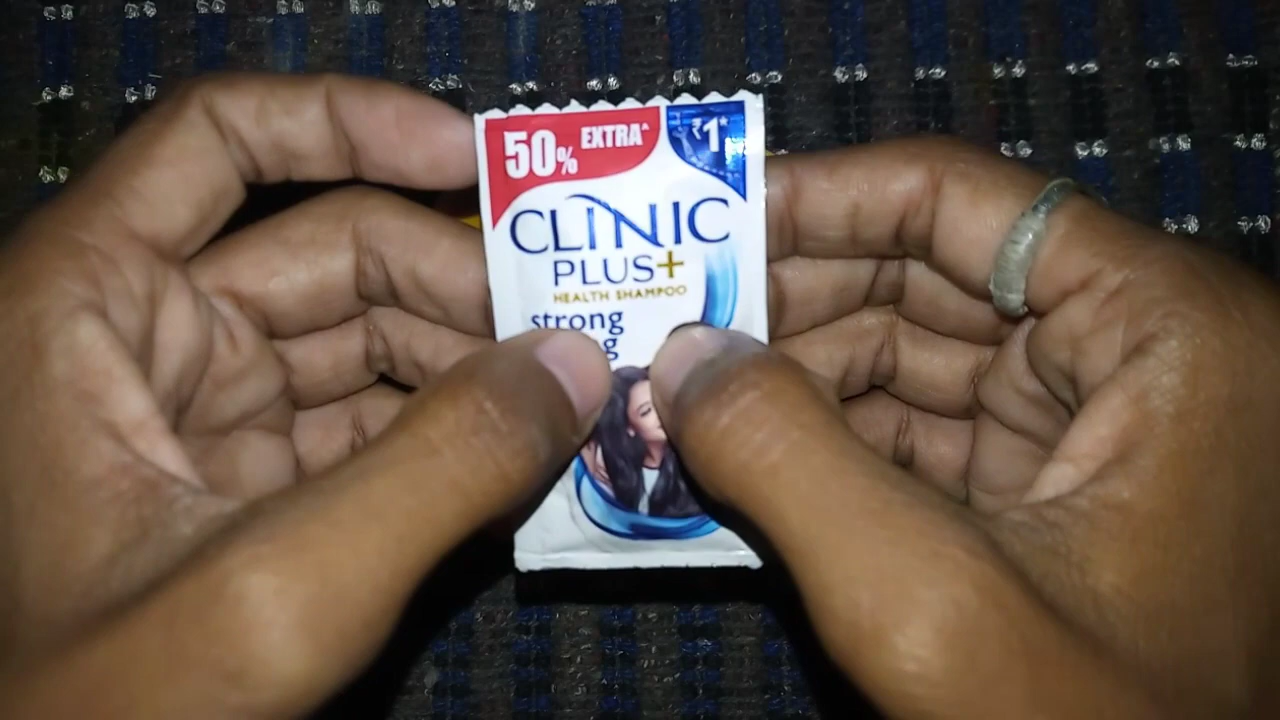 50% EXTRA^
₹1*
CLINIC
PLUS+
HEALTH SHAMPOO
strong